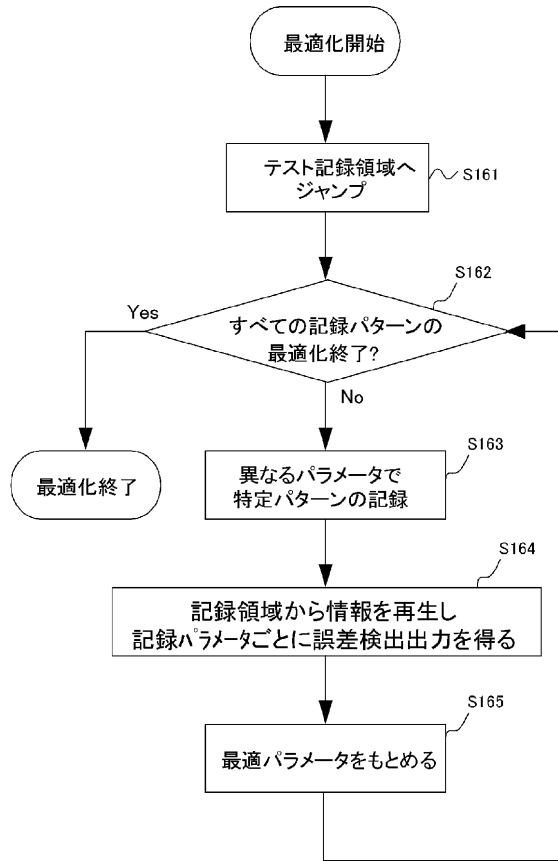 最適化開始
テスト記録領域へ
ジャンプ
S161
S162
Yes
すべての記録パターンの
最適化終了?
No
最適化終了
S163
異なるパラメータで
特定パターンの記録
S164
記録領域から情報を再生し
記録パラメータごとに誤差検出出力を得る
S165
最適パラメータをもとめる